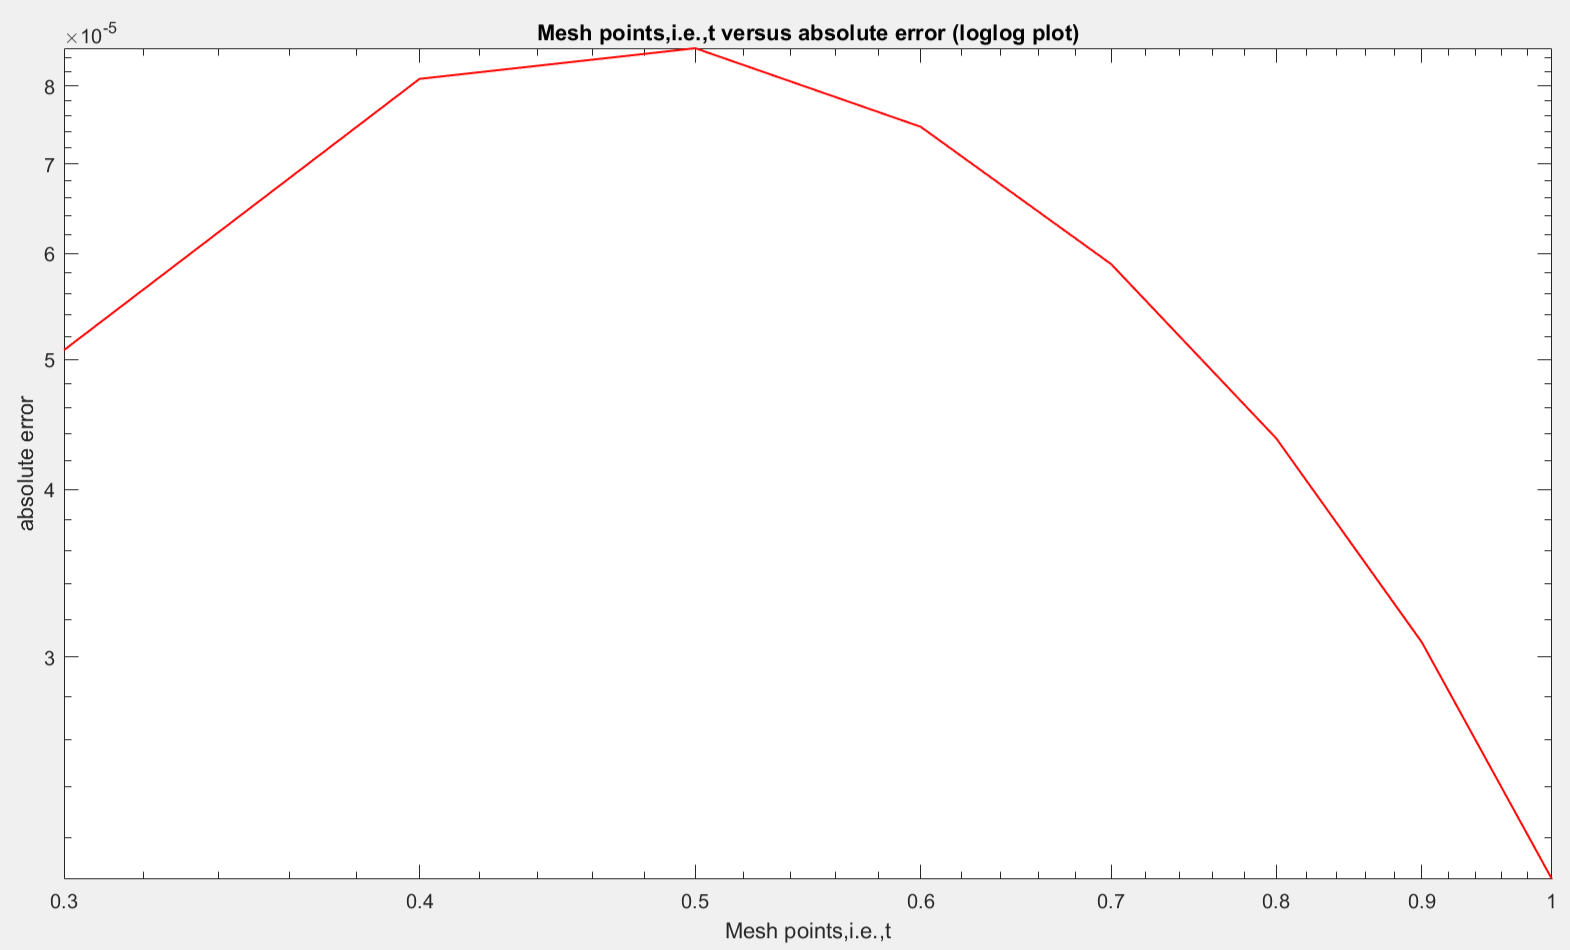 ×10-5
Mesh points,i.e.,t versus absolute error (loglog plot)
8
7
6
5
4
3
absolute error
0.3 0.4 0.5 0.6 0.7 0.8 0.9 1
Mesh points,i.e.,t